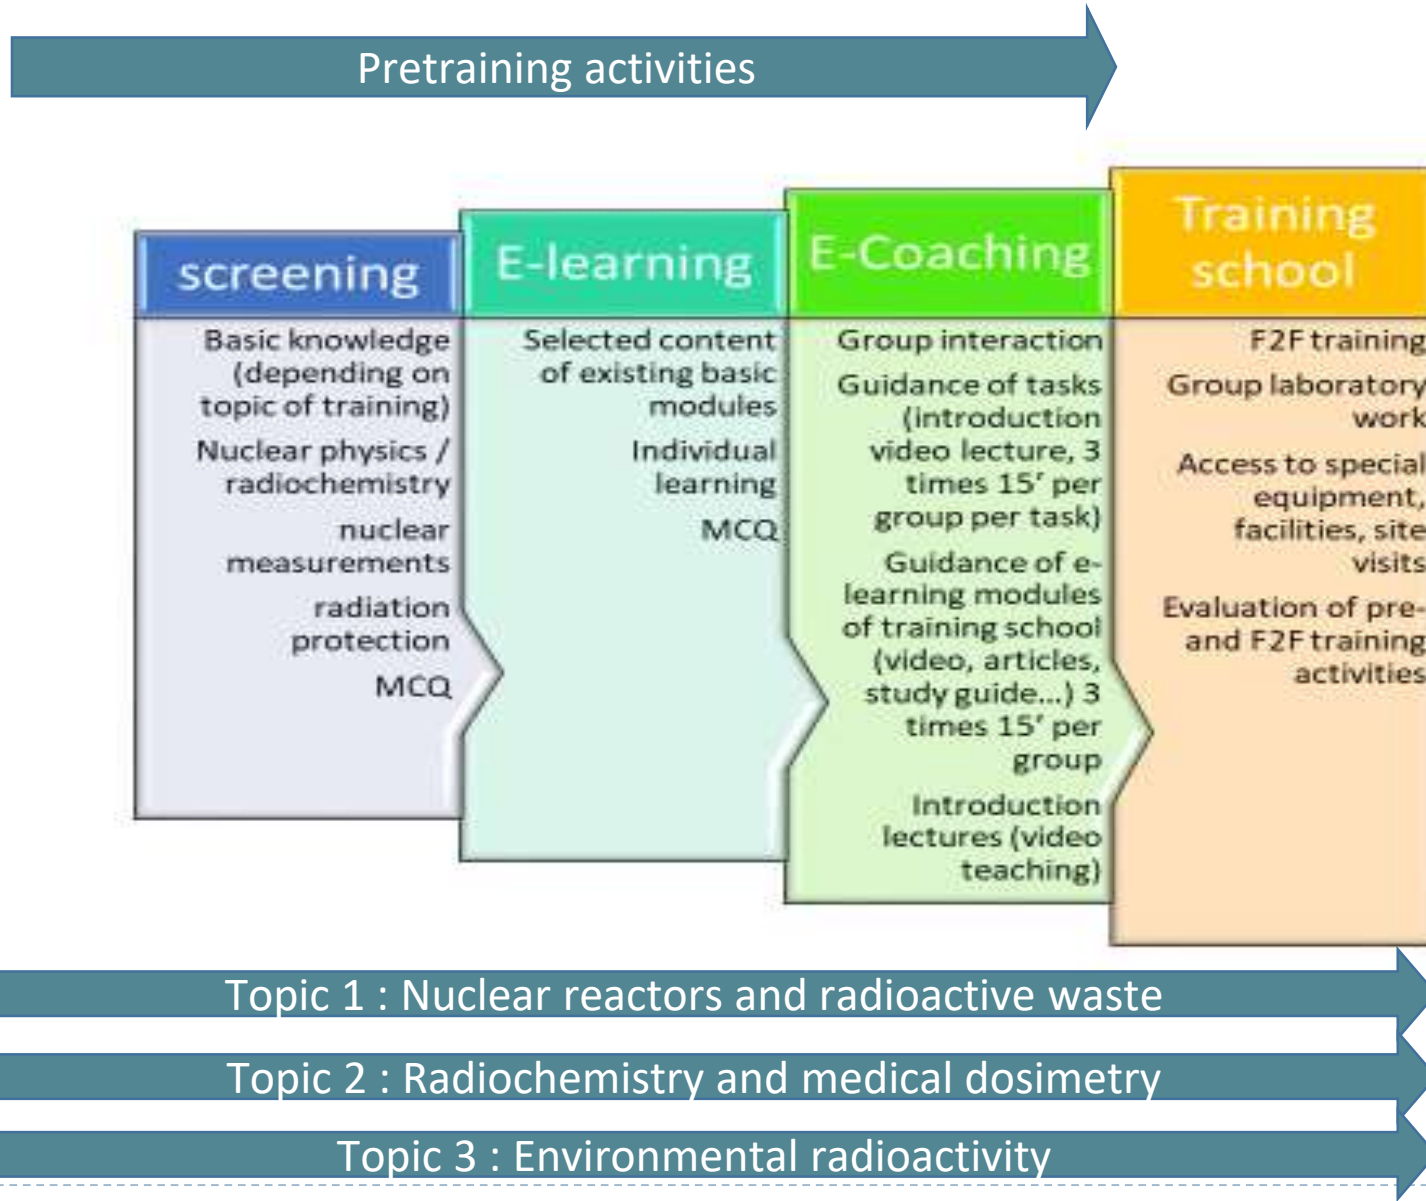 Pretraining activities
screening
Basic knowledge
(depending on
topic of training)
Nuclear physics /
radiochemistry
nuclear
measurements
radiation
protection
MCQ
E-learning
Selected content
of existing basic
modules
Individual
learning
MCQ
E-Coaching
Group interaction
Guidance of tasks
(introduction
video lecture, 3
times 15' per
group per task)
Guidance of e-
learning modules
of training school
(video, articles,
study guide...) 3
times 15' per
group
Introduction
lectures (video
teaching)
Training
school
F2F training
Group laboratory
work
Access to special
equipment,
facilities, site
visits
Evaluation of pre-
and F2F training
activities
Topic 1 : Nuclear reactors and radioactive waste
Topic 2 : Radiochemistry and medical dosimetry
Topic 3 : Environmental radioactivity